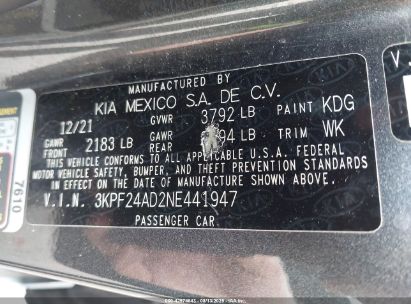 MANUFACTURED BY
KIA MEXICO S.A. DE C.V.
12/21 GVWR 3792 LB PAINT KDG
GAWR FRONT 2183 LB GAWR REAR 94 LB TRIM WK
THIS VEHICLE CONFORMS TO ALL APPLICABLE U.S.A. FEDERAL
MOTOR VEHICLE SAFETY, BUMPER, AND THEFT PREVENTION STANDARDS
IN EFFECT ON THE DATE OF MANUFACTURE SHOWN ABOVE.
V.I.N. 3KPF24AD2NE441947
PASSENGER CAR
7610
V.